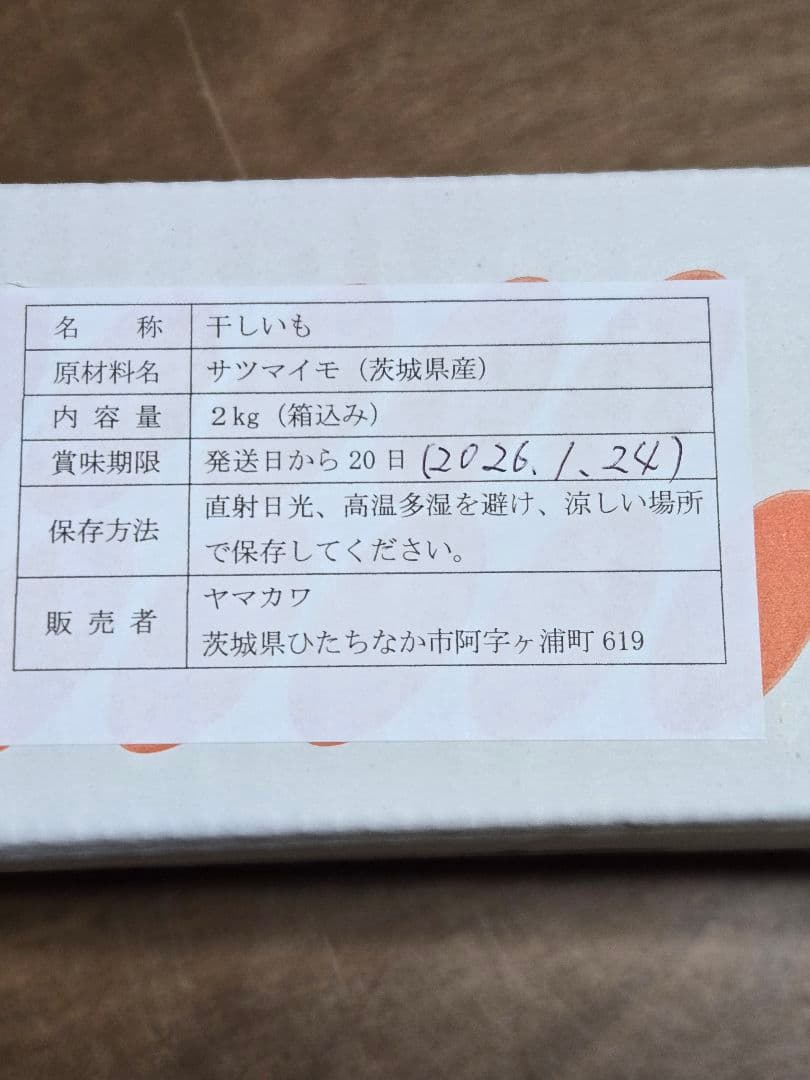 名称 干しいも
原材料名 サツマイモ（茨城県産）
内容量 2kg（箱込み）
賞味期限 発送日から20日 (2026.1.24)
保存方法 直射日光、高温多湿を避け、涼しい場所
で保存してください。
販売者 ヤマカワ
茨城県ひたちなか市阿字ヶ浦町619